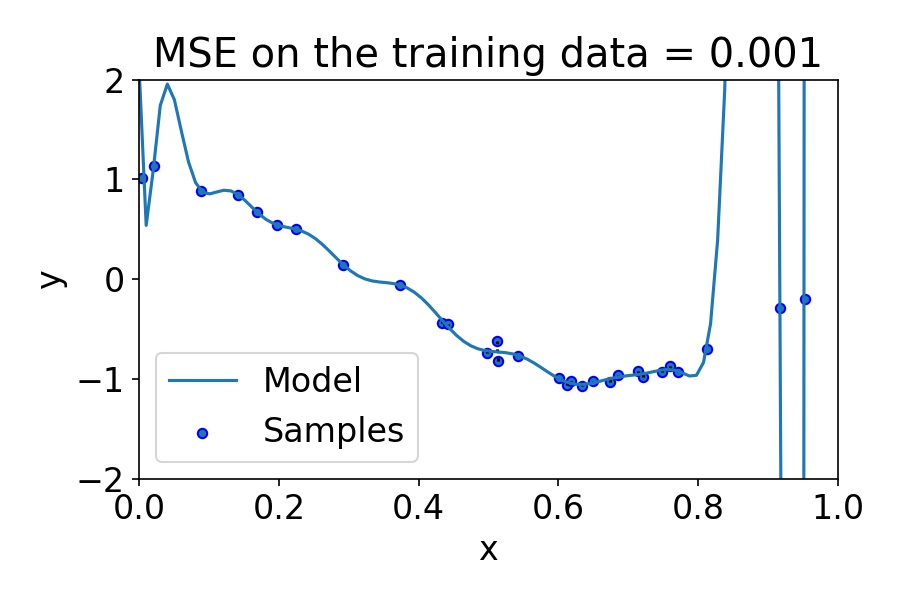 MSE on the training data = 0.001
2
1
0
−1
−2
y
Model
Samples
0.0 0.2 0.4 0.6 0.8 1.0
x